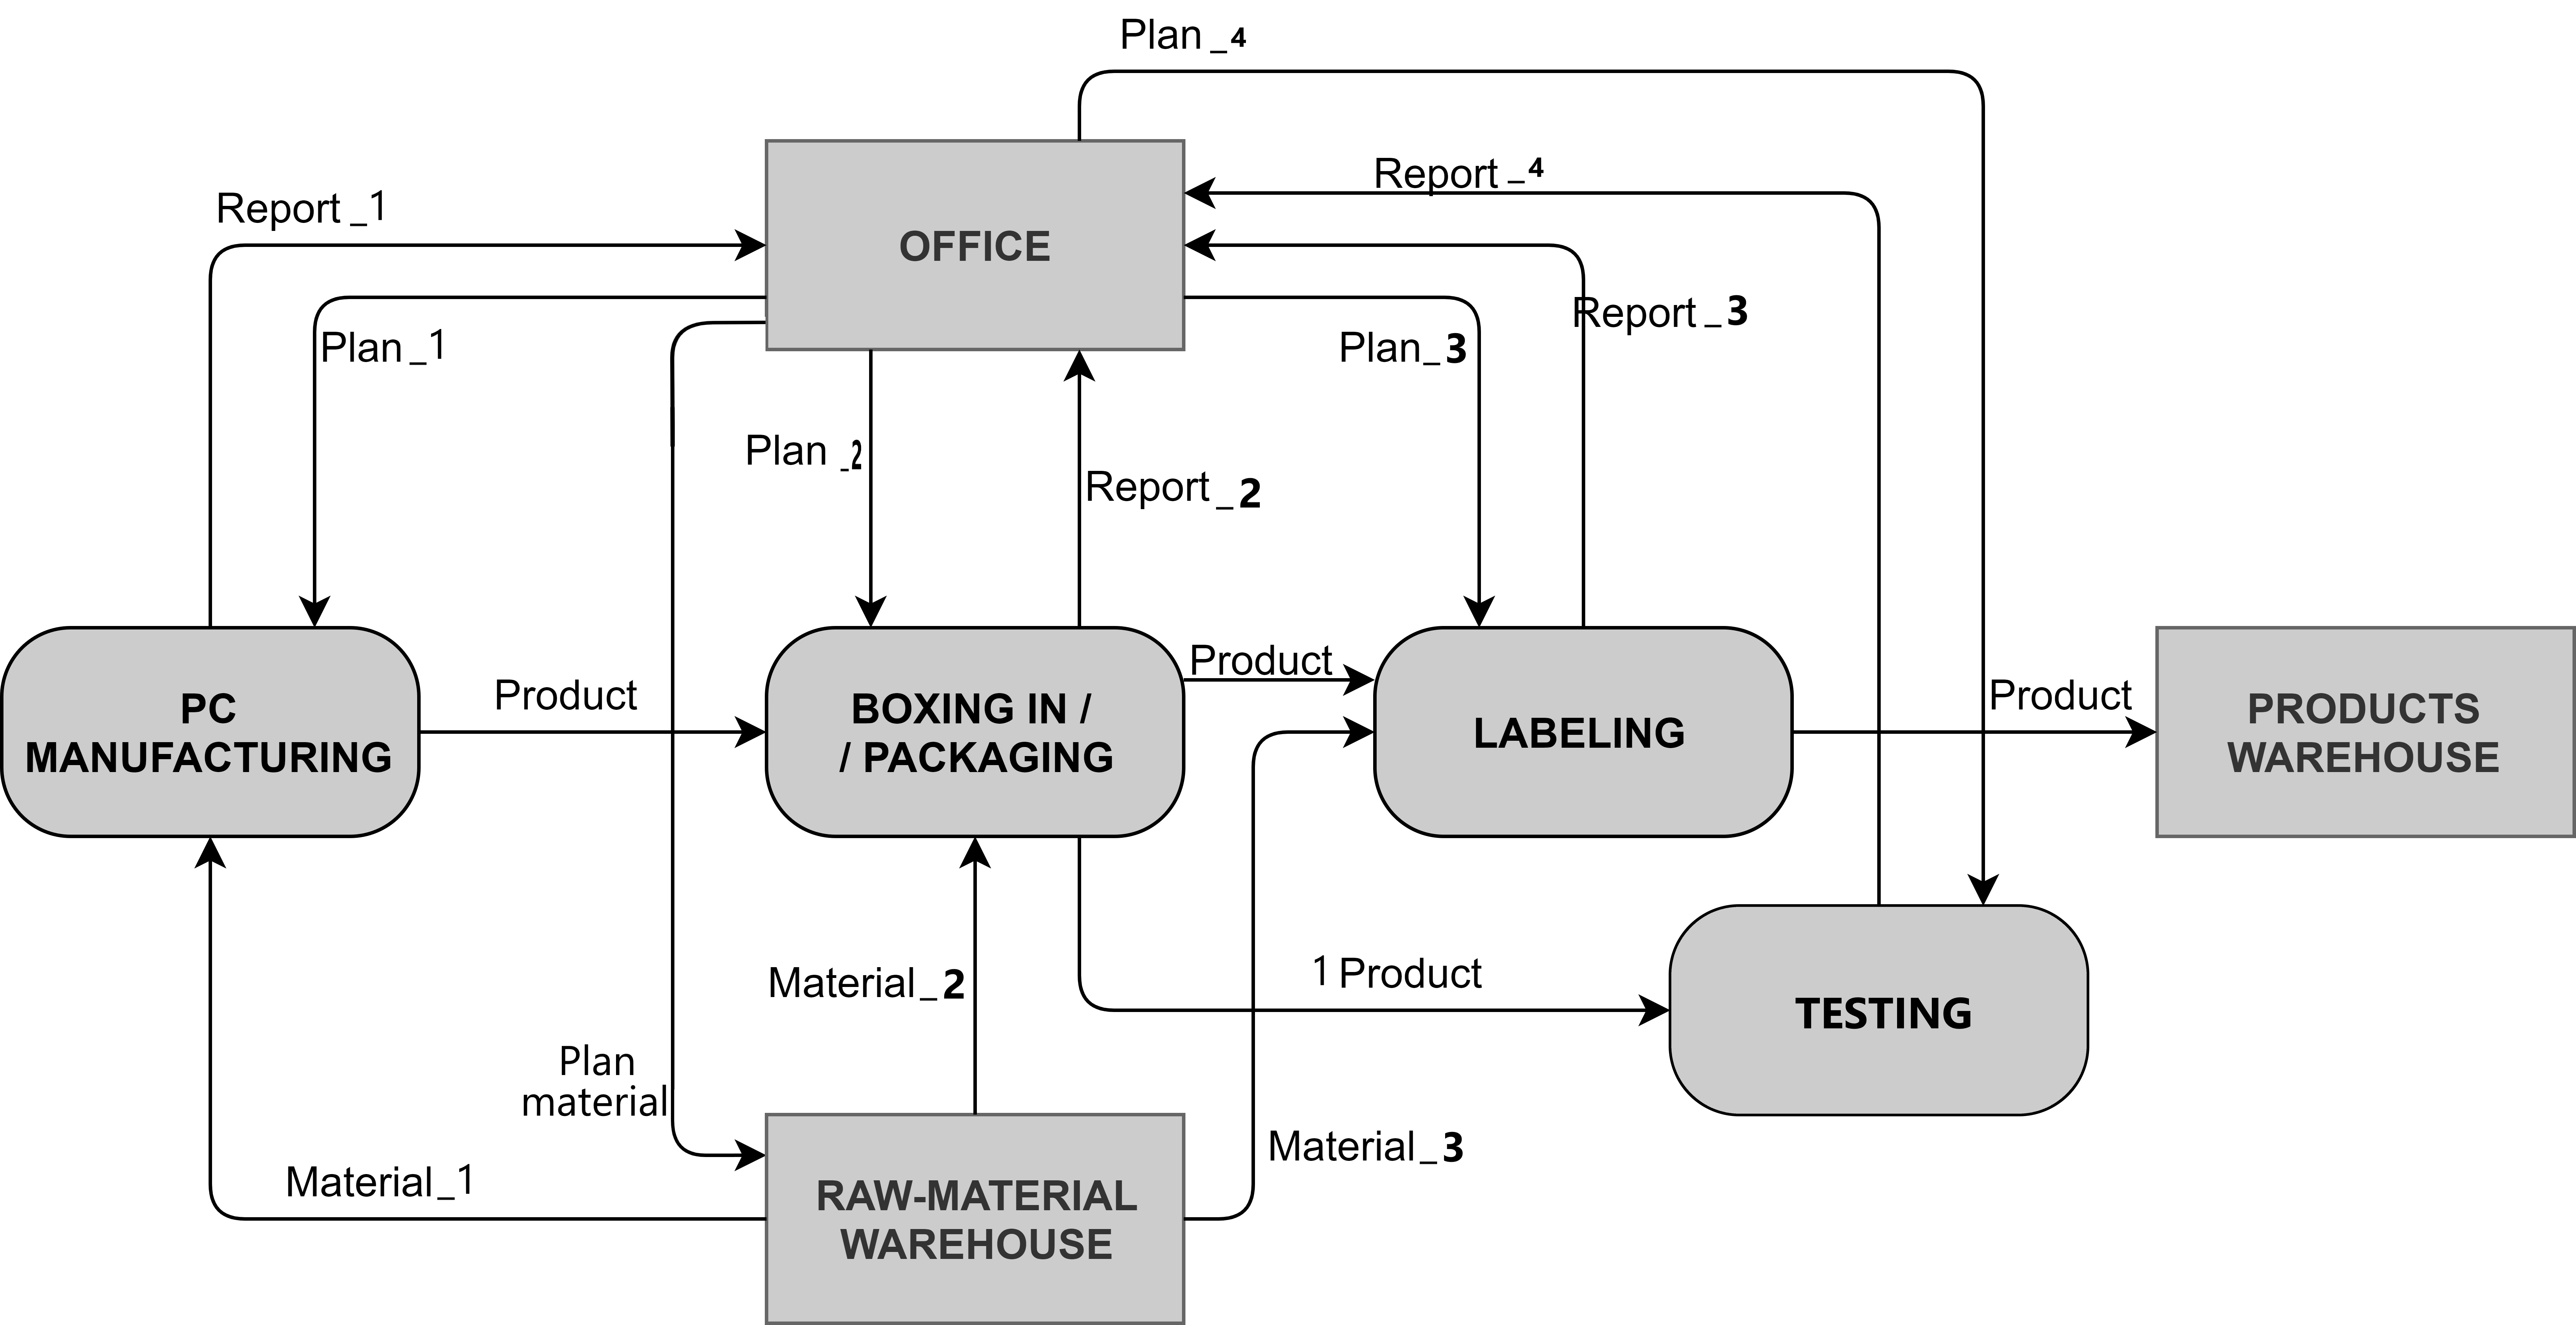 Plan_4
Report_4
Report_1
OFFICE
Report_3
Plan_1
Plan_3
Plan_2
Report_2
Product
Product
Product
PC
MANUFACTURING
BOXING IN /
/ PACKAGING
LABELING
PRODUCTS
WAREHOUSE
1 Product
Material_2
TESTING
Plan
material
Material_3
Material_1
RAW-MATERIAL
WAREHOUSE